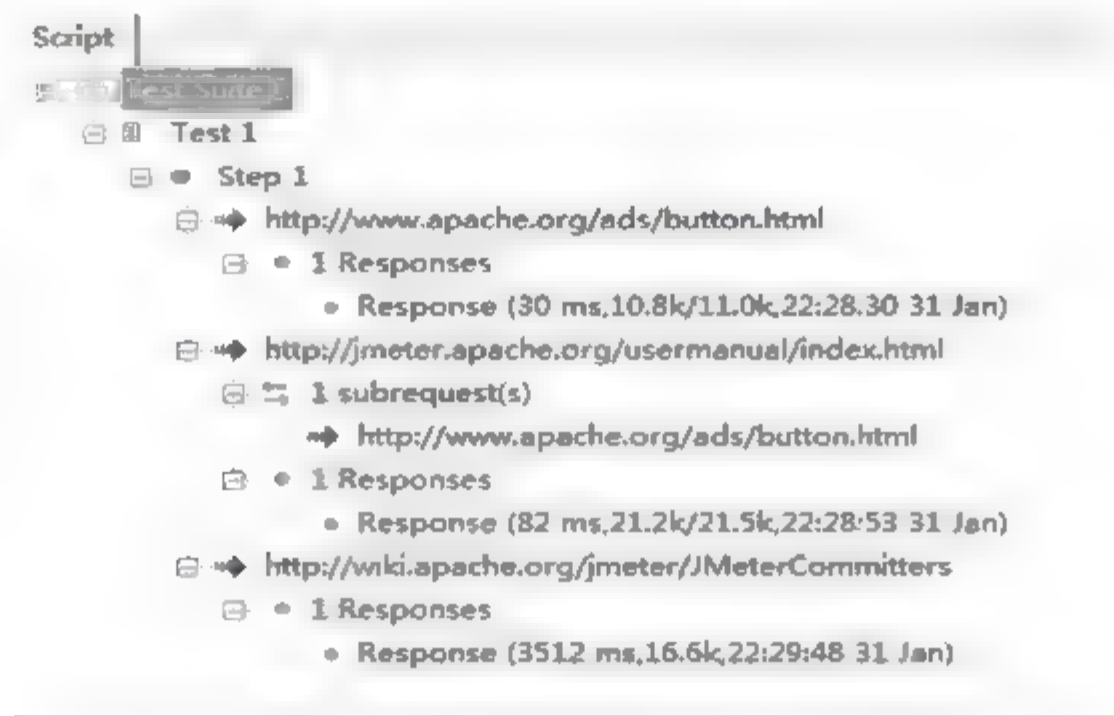 Script
Test Suite 1
Test 1
Step 1
http://www.apache.org/ads/button.html
1 Responses
Response (30 ms,10.8k/11.0k,22:28.30 31 Jan)
http://jmeter.apache.org/usermanual/index.html
1 subrequest(s)
http://www.apache.org/ads/button.html
1 Responses
Response (82 ms,21.2k/21.5k,22:28:53 31 Jan)
http://wiki.apache.org/jmeter/JMeterCommitters
1 Responses
Response (3512 ms,16.6k,22:29:48 31 Jan)